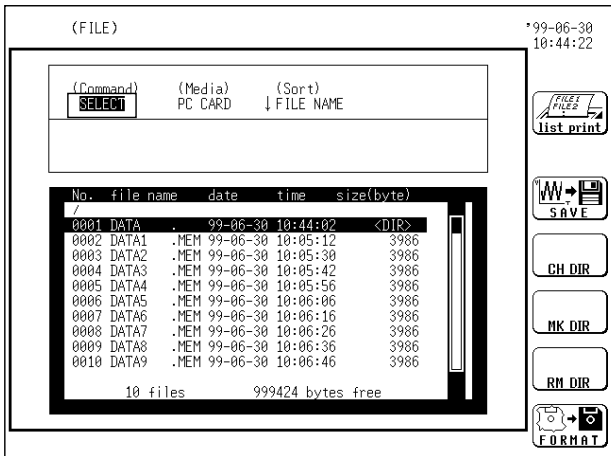 (FILE)
'99-06-30
10:44:22
(Command) (Media) (Sort)
SELECT PC CARD ↓FILE NAME
No. file name date time size(byte)
/
0001 DATA . 99-06-30 10:44:02 <DIR>
0002 DATA1 .MEM 99-06-30 10:05:12 3986
0003 DATA2 .MEM 99-06-30 10:05:30 3986
0004 DATA3 .MEM 99-06-30 10:05:42 3986
0005 DATA4 .MEM 99-06-30 10:05:56 3986
0006 DATA5 .MEM 99-06-30 10:06:06 3986
0007 DATA6 .MEM 99-06-30 10:06:16 3986
0008 DATA7 .MEM 99-06-30 10:06:26 3986
0009 DATA8 .MEM 99-06-30 10:06:36 3986
0010 DATA9 .MEM 99-06-30 10:06:46 3986
10 files 999424 bytes free
FILE1
FILE2
list print
SAVE
CH DIR
MK DIR
RM DIR
FORMAT